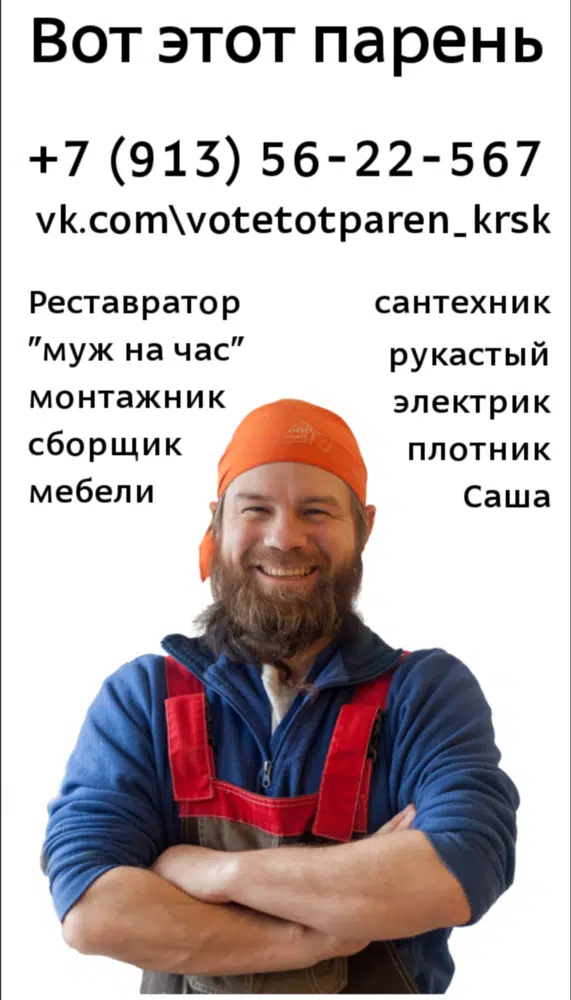 Вот этот парень
+7 (913) 56-22-567
vk.com\votetotparen_krsk
Реставратор
"муж на час"
монтажник
сборщик
мебели
сантехник
рукастый
электрик
плотник
Саша